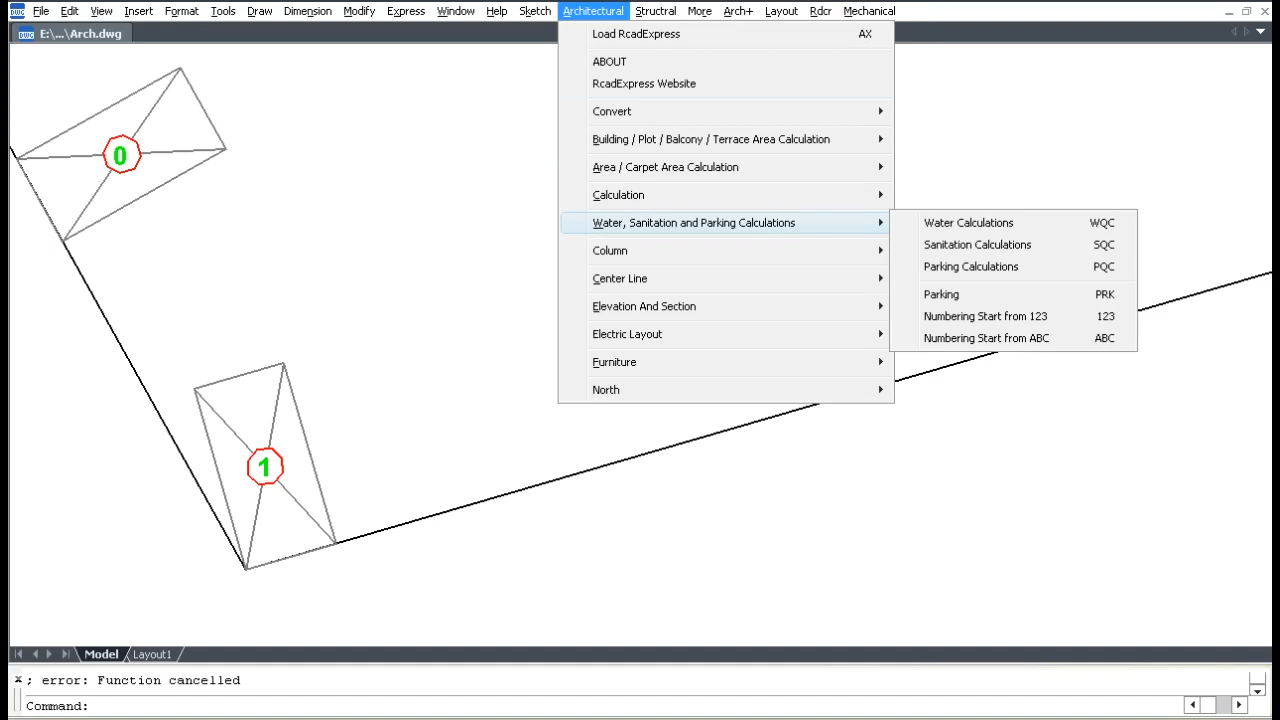 DWG File Edit View Insert Format Tools Draw Dimension Modify Express Window Help Sketch Architectural Structral More Arch+ Layout Rdcr Mechanical
DWG E:\...\Arch.dwg
Load RcadExpress AX
ABOUT
RcadExpress Website
Convert
Building / Plot / Balcony / Terrace Area Calculation
Area / Carpet Area Calculation
Calculation
Water, Sanitation and Parking Calculations
Column
Center Line
Elevation And Section
Electric Layout
Furniture
North
Water Calculations WQC
Sanitation Calculations SQC
Parking Calculations PQC
Parking PRK
Numbering Start from 123 123
Numbering Start from ABC ABC
0
1
Model Layout1
; error: Function cancelled
Command: